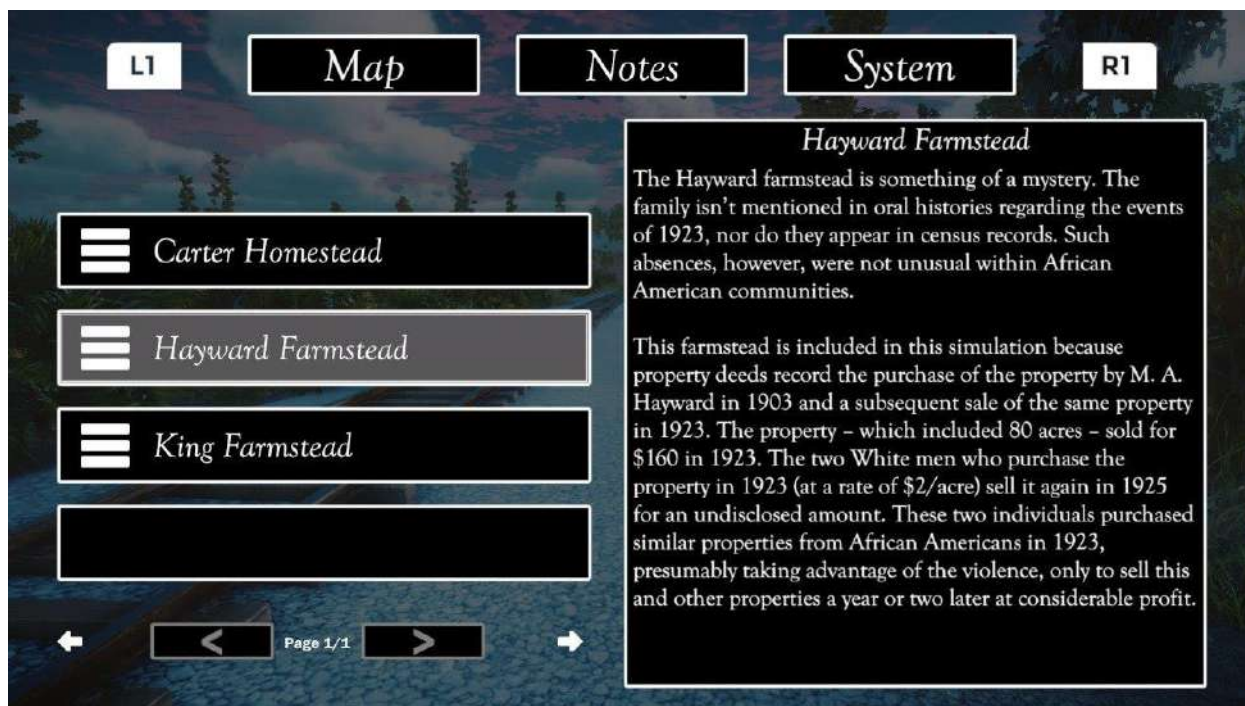 L1
Map
Notes
System
R1
Carter Homestead
Hayward Farmstead
King Farmstead
<
Page 1/1
>
Hayward Farmstead
The Hayward farmstead is something of a mystery. The
family isn't mentioned in oral histories regarding the events
of 1923, nor do they appear in census records. Such
absences, however, were not unusual within African
American communities.
This farmstead is included in this simulation because
property deeds record the purchase of the property by M. A.
Hayward in 1903 and a subsequent sale of the same property
in 1923. The property – which included 80 acres – sold for
$160 in 1923. The two White men who purchase the
property in 1923 (at a rate of $2/acre) sell it again in 1925
for an undisclosed amount. These two individuals purchased
similar properties from African Americans in 1923,
presumably taking advantage of the violence, only to sell this
and other properties a year or two later at considerable profit.